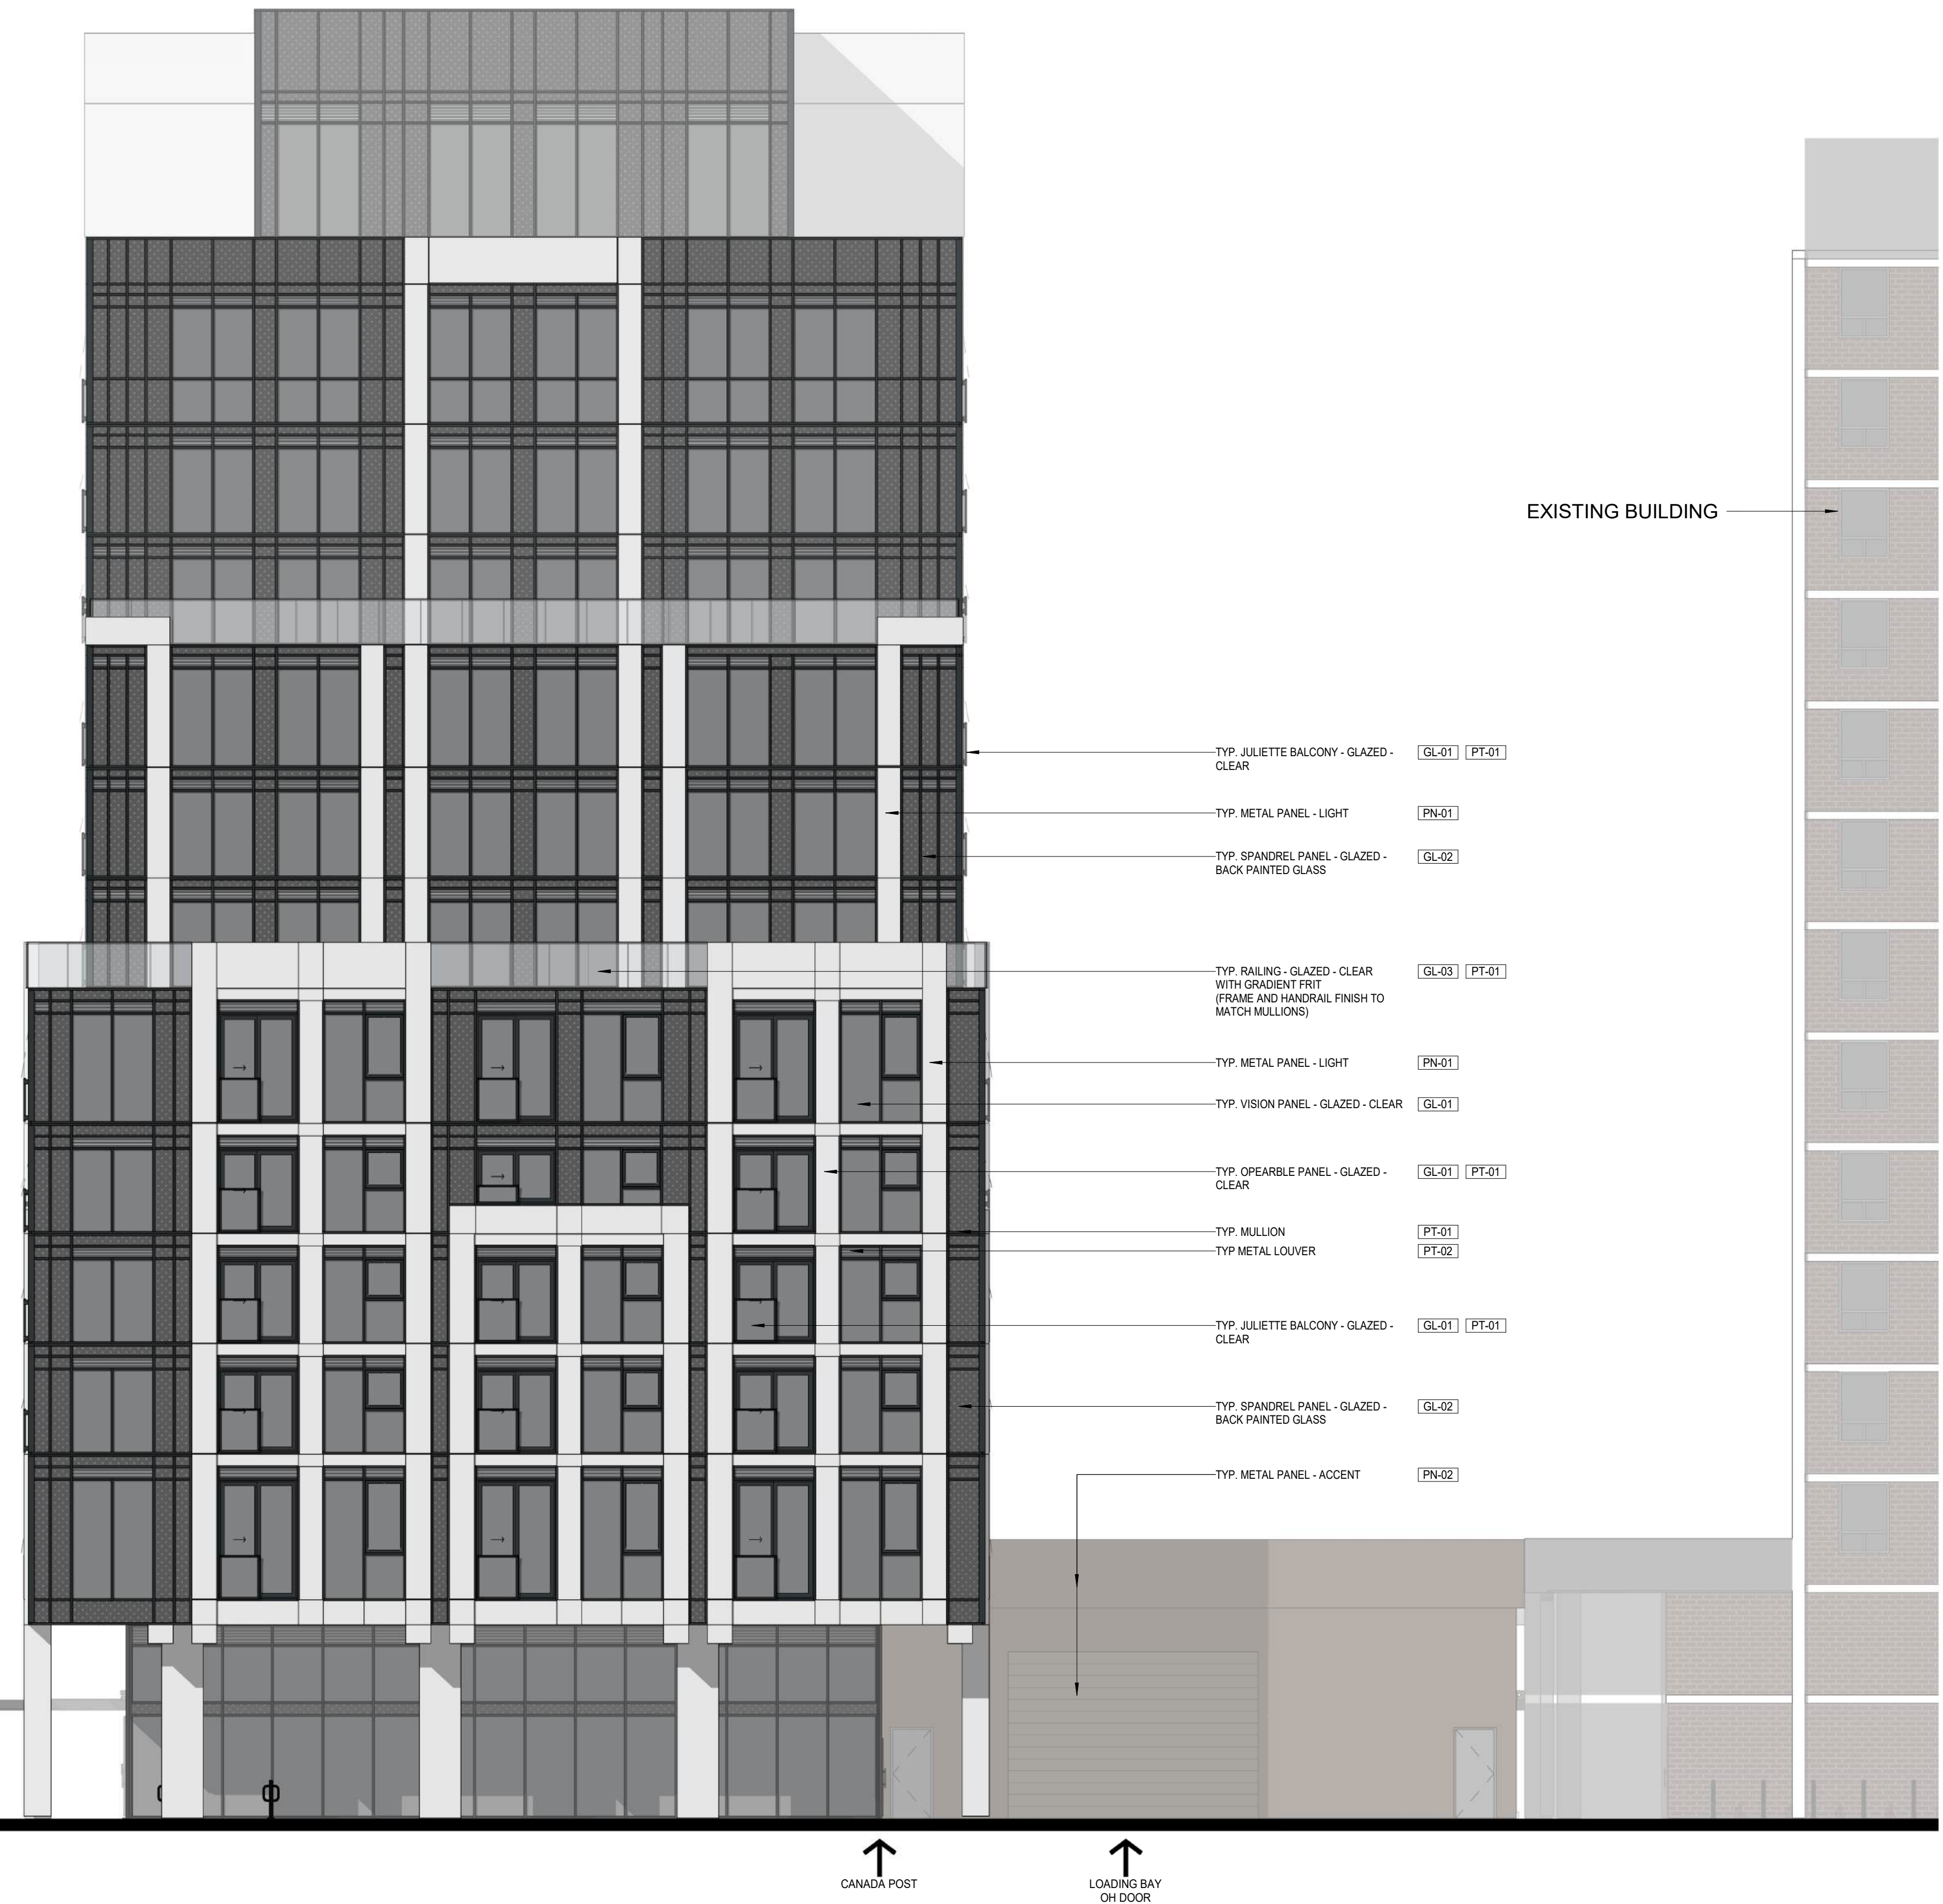 EXISTING BUILDING
TYP. JULIETTE BALCONY - GLAZED - GL-01 PT-01
CLEAR
TYP. METAL PANEL - LIGHT PN-01
TYP. SPANDREL PANEL - GLAZED - GL-02
BACK PAINTED GLASS
TYP. RAILING - GLAZED - CLEAR GL-03 PT-01
WITH GRADIENT FRIT
(FRAME AND HANDRAIL FINISH TO
MATCH MULLIONS)
TYP. METAL PANEL - LIGHT PN-01
TYP. VISION PANEL - GLAZED - CLEAR GL-01
TYP. OPEARBLE PANEL - GLAZED - GL-01 PT-01
CLEAR
TYP. MULLION PT-01
TYP METAL LOUVER PT-02
TYP. JULIETTE BALCONY - GLAZED - GL-01 PT-01
CLEAR
TYP. SPANDREL PANEL - GLAZED - GL-02
BACK PAINTED GLASS
TYP. METAL PANEL - ACCENT PN-02
CANADA POST
LOADING BAY
OH DOOR